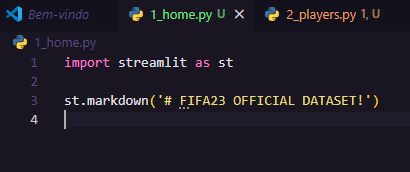 Bem-vindo 1_home.py U 2_players.py 1, U
1_home.py
1 import streamlit as st
2
3 st.markdown('# FIFA23 OFFICIAL DATASET!')
4